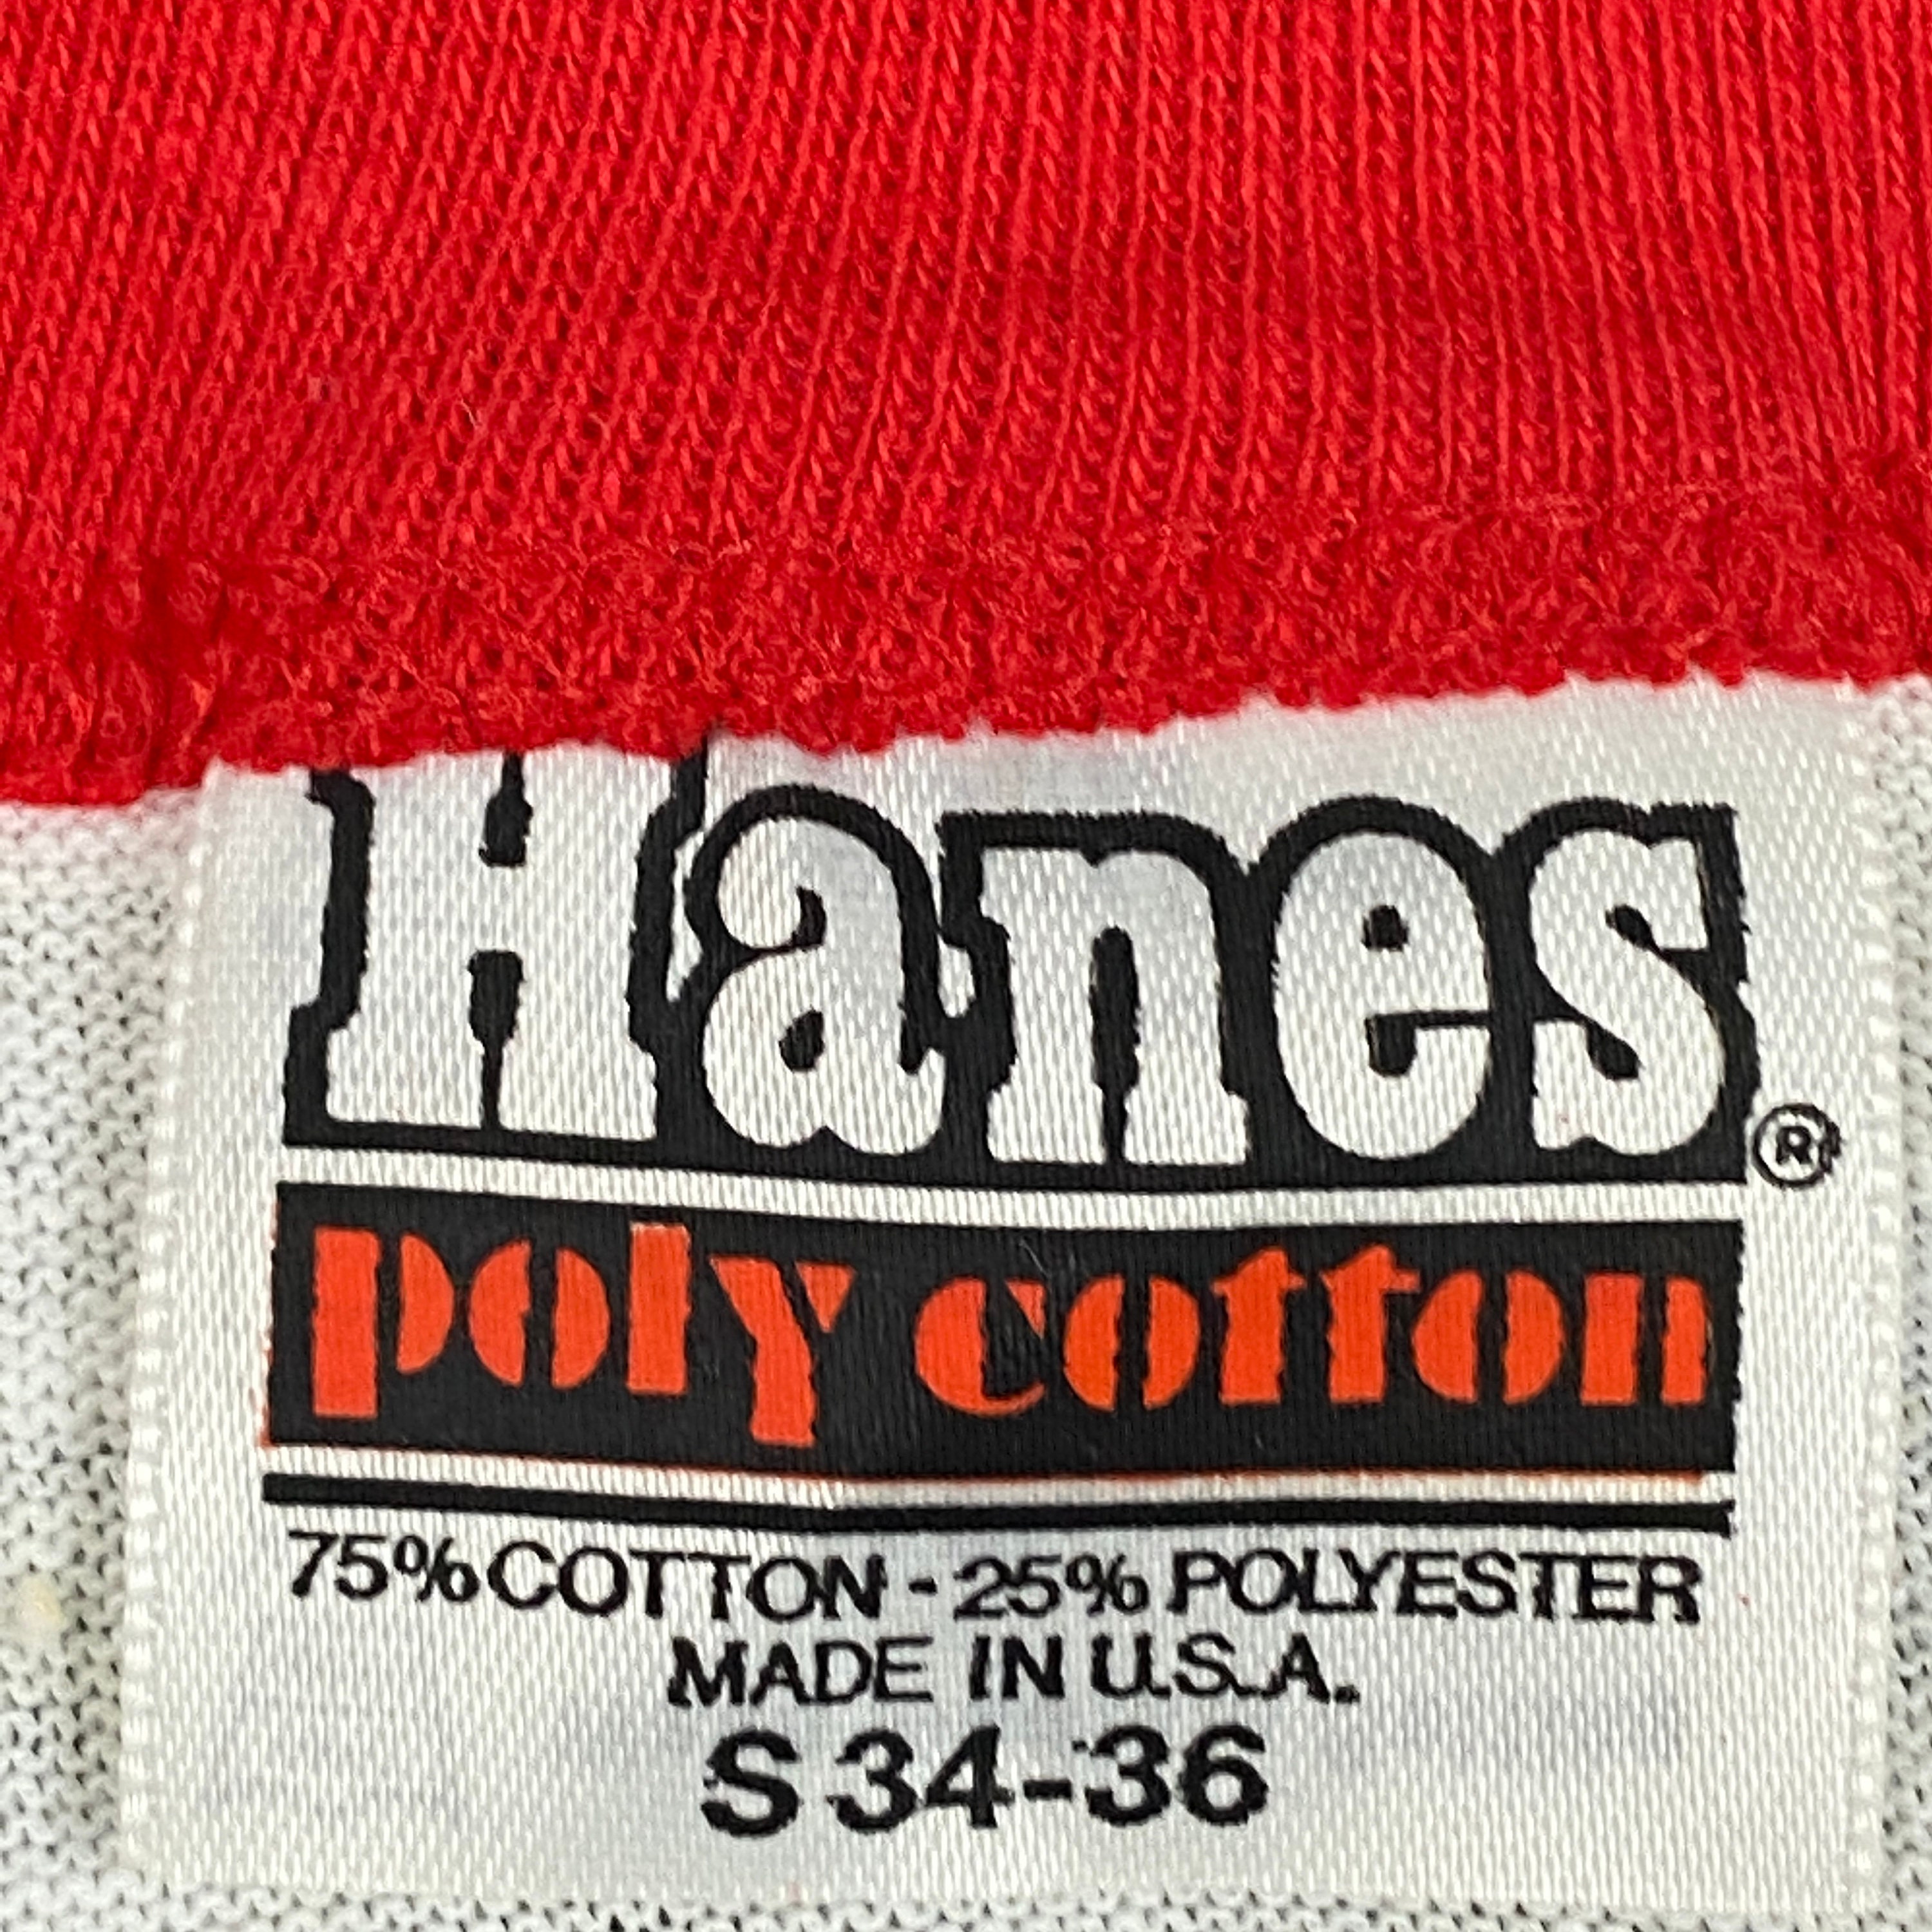 Hanes®
poly cotton
75% COTTON - 25% POLYESTER
MADE IN U.S.A.
S 34-36